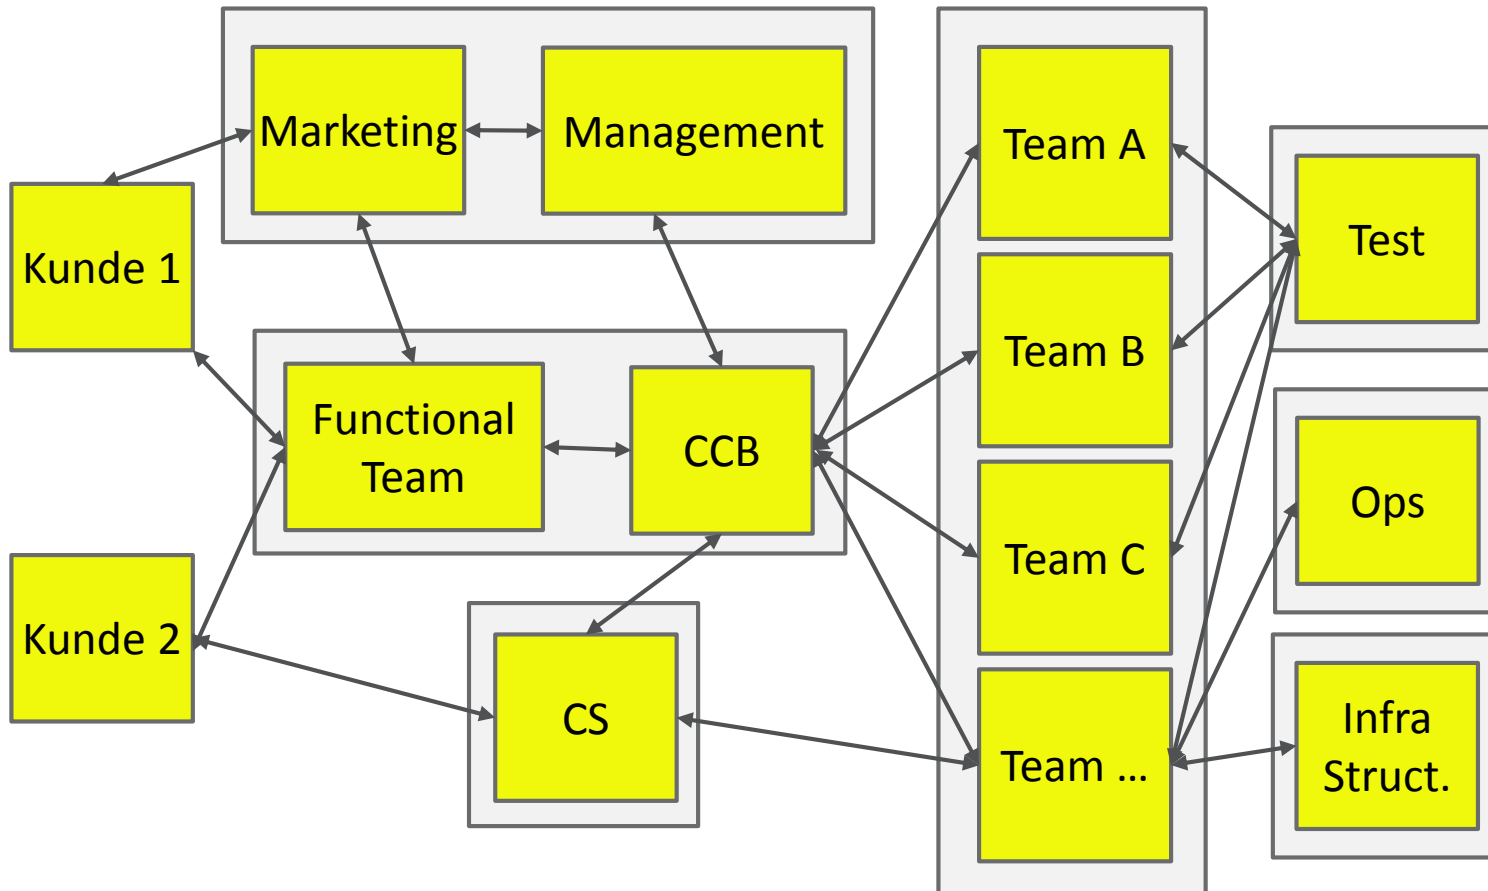 Marketing
Management
Kunde 1
Functional
Team
CCB
Kunde 2
CS
Team A
Team B
Team C
Team ...
Test
Ops
Infra
Struct.